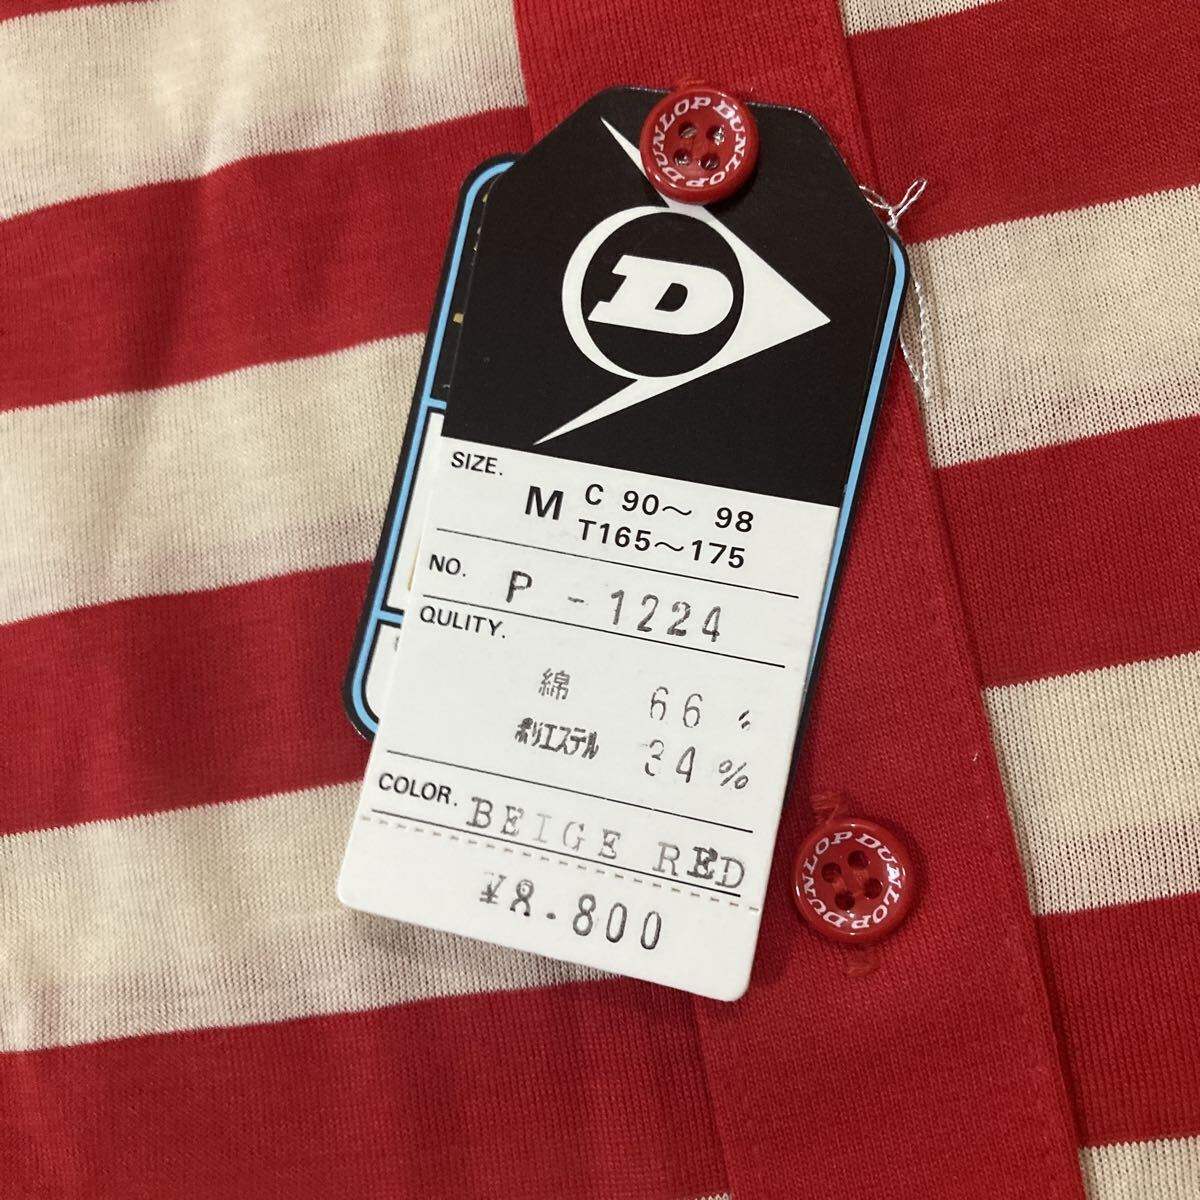 DUNLOP DUNLOP
D
SIZE. M C 90～ 98
T165～175
NO. P - 1224
QULITY.
綿 66 %
ポリエステル 34 %
COLOR. BEIGE RED
¥8.800
DUNLOP DUNLOP